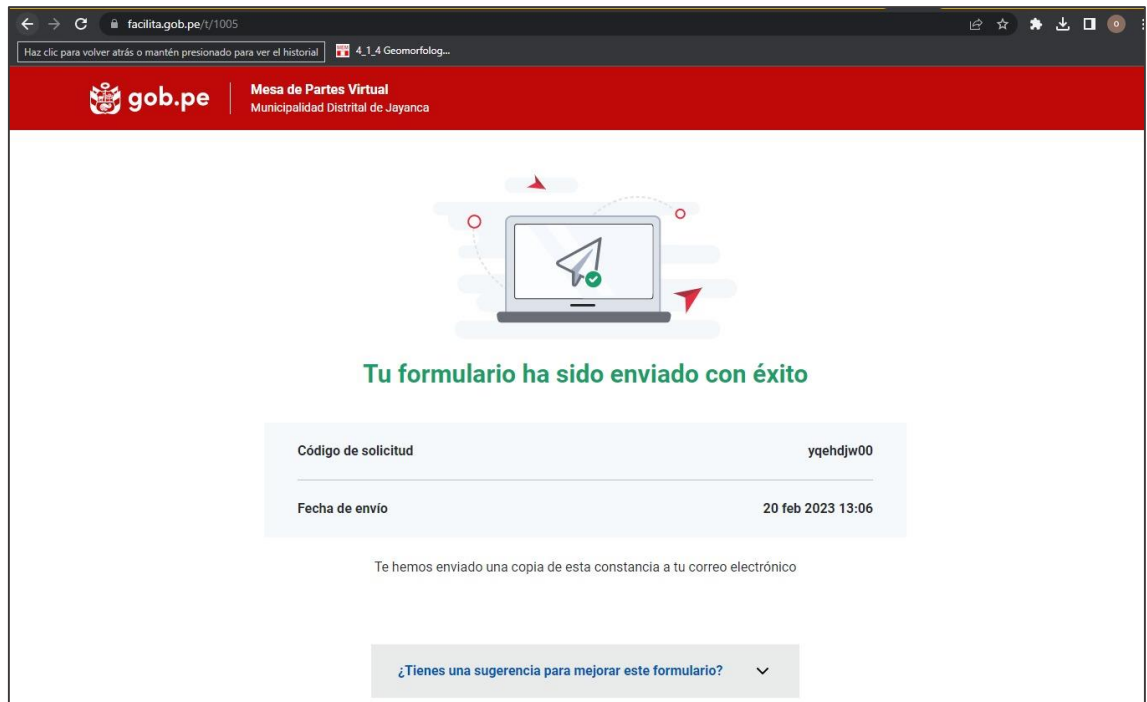 facilita.gob.pe/t/1005
Haz clic para volver atrás o mantén presionado para ver el historial
4_1_4 Geomorfolog...
gob.pe
Mesa de Partes Virtual
Municipalidad Distrital de Jayanca
Tu formulario ha sido enviado con éxito
Código de solicitud yqehdjw00
Fecha de envío 20 feb 2023 13:06
Te hemos enviado una copia de esta constancia a tu correo electrónico
¿Tienes una sugerencia para mejorar este formulario?